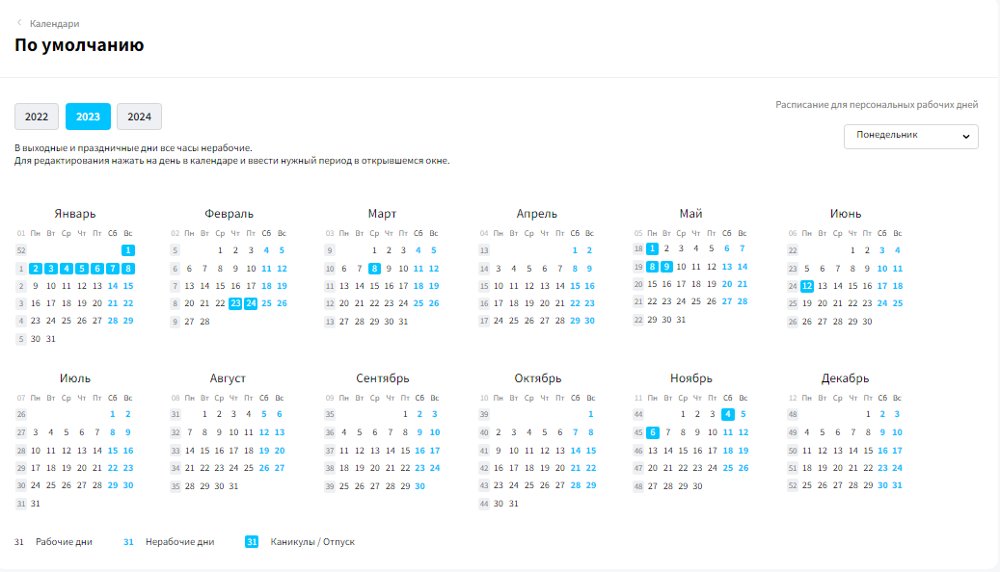 Календари
По умолчанию
2022 2023 2024
Расписание для персональных рабочих дней
Понедельник
В выходные и праздничные дни все часы нерабочие.
Для редактирования нажать на день в календаре и ввести нужный период в открывшемся окне.
Январь Февраль Март Апрель Май Июнь
01 Пн Вт Ср Чт Пт Сб Вс 02 Пн Вт Ср Чт Пт Сб Вс 03 Пн Вт Ср Чт Пт Сб Вс 04 Пн Вт Ср Чт Пт Сб Вс 05 Пн Вт Ср Чт Пт Сб Вс 06 Пн Вт Ср Чт Пт Сб Вс
52 1 5 1 2 3 4 5 9 1 2 3 4 5 13 1 2 18 1 2 3 4 5 6 7 22 1 2 3 4
1 2 3 4 5 6 7 8 6 6 7 8 9 10 11 12 10 6 7 8 9 10 11 12 14 3 4 5 6 7 8 9 19 8 9 10 11 12 13 14 23 5 6 7 8 9 10 11
2 9 10 11 12 13 14 15 7 13 14 15 16 17 18 19 11 13 14 15 16 17 18 19 15 10 11 12 13 14 15 16 20 15 16 17 18 19 20 21 24 12 13 14 15 16 17 18
3 16 17 18 19 20 21 22 8 20 21 22 23 24 25 26 12 20 21 22 23 24 25 26 16 17 18 19 20 21 22 23 21 22 23 24 25 26 27 28 25 19 20 21 22 23 24 25
4 23 24 25 26 27 28 29 9 27 28 13 27 28 29 30 31 17 24 25 26 27 28 29 30 22 29 30 31 26 26 27 28 29 30
5 30 31
Июль Август Сентябрь Октябрь Ноябрь Декабрь
07 Пн Вт Ср Чт Пт Сб Вс 08 Пн Вт Ср Чт Пт Сб Вс 09 Пн Вт Ср Чт Пт Сб Вс 10 Пн Вт Ср Чт Пт Сб Вс 11 Пн Вт Ср Чт Пт Сб Вс 12 Пн Вт Ср Чт Пт Сб Вс
26 1 2 31 1 2 3 4 5 6 35 1 2 3 39 1 44 1 2 3 4 5 48 1 2 3
27 3 4 5 6 7 8 9 32 7 8 9 10 11 12 13 36 4 5 6 7 8 9 10 40 2 3 4 5 6 7 8 45 6 7 8 9 10 11 12 49 4 5 6 7 8 9 10
28 10 11 12 13 14 15 16 33 14 15 16 17 18 19 20 37 11 12 13 14 15 16 17 41 9 10 11 12 13 14 15 46 13 14 15 16 17 18 19 50 11 12 13 14 15 16 17
29 17 18 19 20 21 22 23 34 21 22 23 24 25 26 27 38 18 19 20 21 22 23 24 42 16 17 18 19 20 21 22 47 20 21 22 23 24 25 26 51 18 19 20 21 22 23 24
30 24 25 26 27 28 29 30 35 28 29 30 31 39 25 26 27 28 29 30 43 23 24 25 26 27 28 29 48 27 28 29 30 52 25 26 27 28 29 30 31
31 31 44 30 31
31 Рабочие дни 31 Нерабочие дни 31 Каникулы / Отпуск